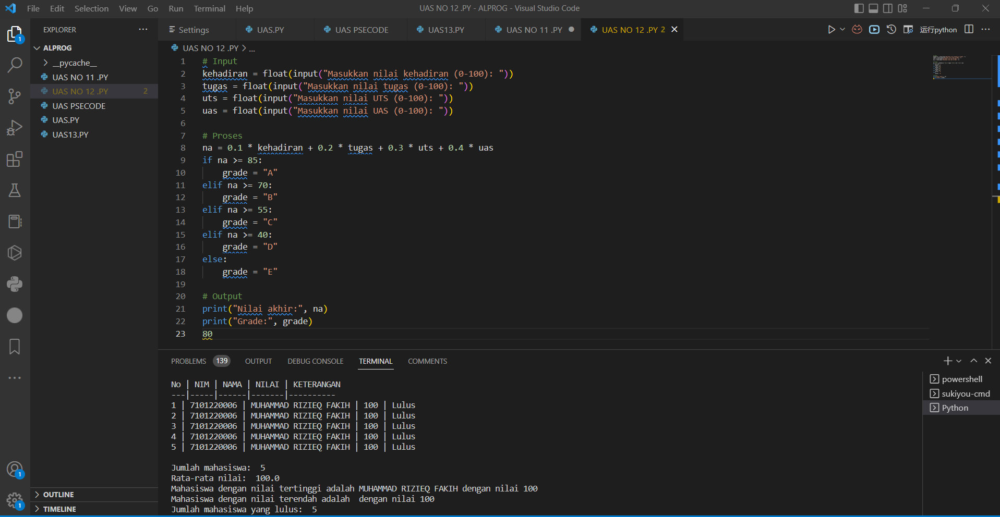 File Edit Selection View Go Run Terminal Help
UAS NO 12 .PY - ALPROG - Visual Studio Code
EXPLORER
ALPROG
__pycache__
UAS NO 11 .PY
UAS NO 12 .PY 2
UAS PSECODE
UAS.PY
UAS13.PY
OUTLINE
TIMELINE
1
1
1
Settings UAS.PY UAS PSECODE UAS13.PY UAS NO 11 .PY UAS NO 12 .PY 2 运行python
UAS NO 12 .PY > ...
1 # Input
2 kehadiran = float(input("Masukkan nilai kehadiran (0-100): "))
3 tugas = float(input("Masukkan nilai tugas (0-100): "))
4 uts = float(input("Masukkan nilai UTS (0-100): "))
5 uas = float(input("Masukkan nilai UAS (0-100): "))
6
7 # Proses
8 na = 0.1 * kehadiran + 0.2 * tugas + 0.3 * uts + 0.4 * uas
9 if na >= 85:
10 grade = "A"
11 elif na >= 70:
12 grade = "B"
13 elif na >= 55:
14 grade = "C"
15 elif na >= 40:
16 grade = "D"
17 else:
18 grade = "E"
19
20 # Output
21 print("Nilai akhir:", na)
22 print("Grade:", grade)
23 80
PROBLEMS 139 OUTPUT DEBUG CONSOLE TERMINAL COMMENTS
No | NIM | NAMA | NILAI | KETERANGAN
---|-----|------|-------|----------
1 | 7101220006 | MUHAMMAD RIZIEQ FAKIH | 100 | Lulus
2 | 7101220006 | MUHAMMAD RIZIEQ FAKIH | 100 | Lulus
3 | 7101220006 | MUHAMMAD RIZIEQ FAKIH | 100 | Lulus
4 | 7101220006 | MUHAMMAD RIZIEQ FAKIH | 100 | Lulus
5 | 7101220006 | MUHAMMAD RIZIEQ FAKIH | 100 | Lulus
Jumlah mahasiswa:  5
Rata-rata nilai:  100.0
Mahasiswa dengan nilai tertinggi adalah MUHAMMAD RIZIEQ FAKIH dengan nilai 100
Mahasiswa dengan nilai terendah adalah  dengan nilai 100
Jumlah mahasiswa yang lulus:  5
powershell
sukiyou-cmd
Python